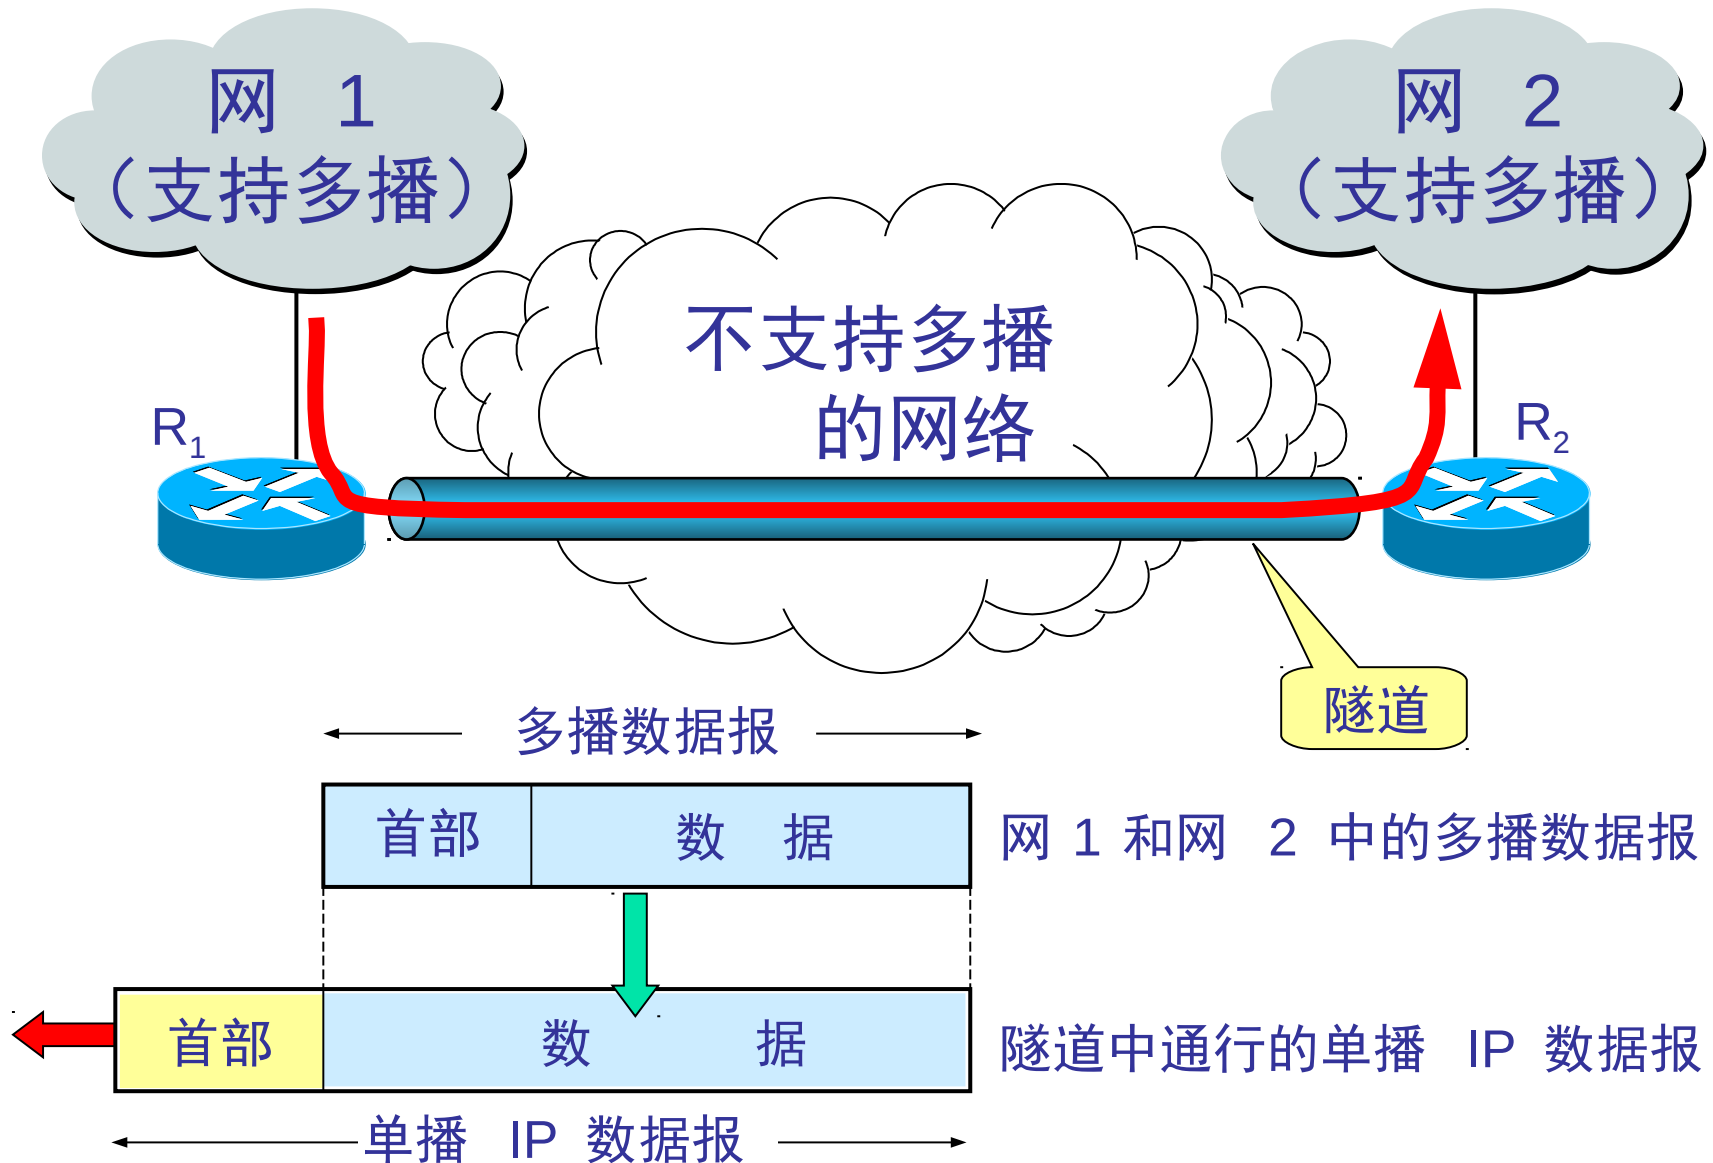 网 1
（支持多播）
网 2
（支持多播）
不支持多播
的网络
R1
R2
隧道
多播数据报
首部
数 据
网 1 和网 2 中的多播数据报
首部
数 据
隧道中通行的单播 IP 数据报
单播 IP 数据报